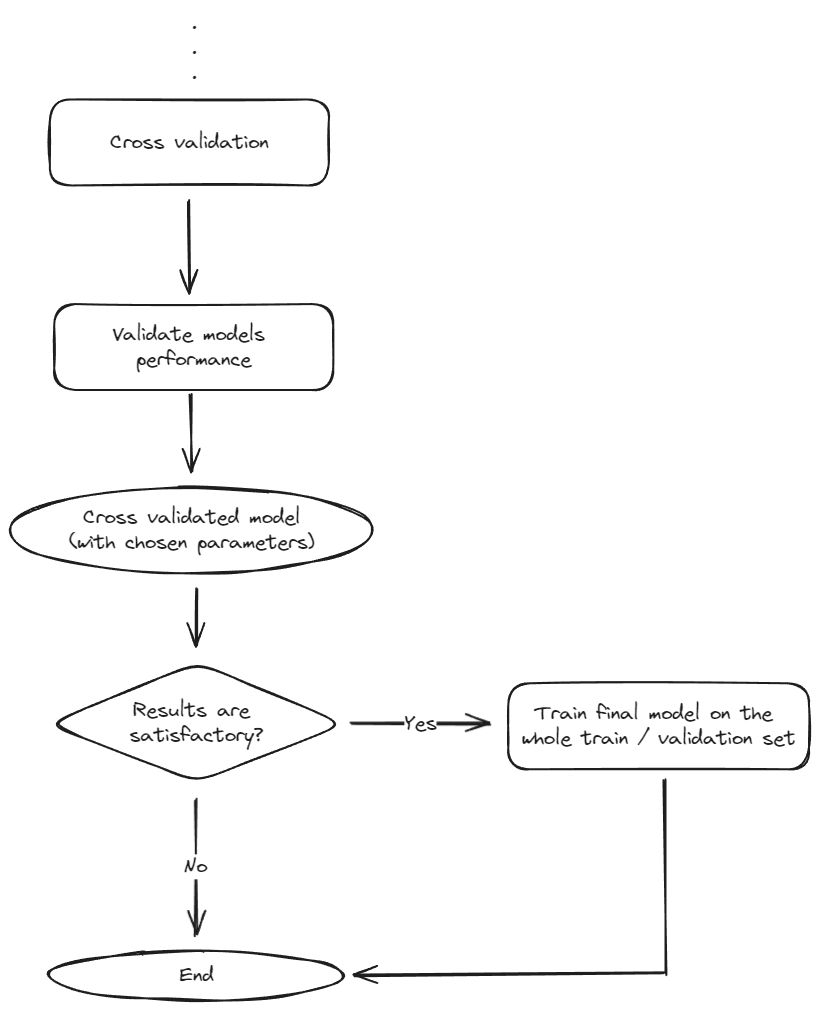 Cross validation
Validate models
performance
Cross validated model
(with chosen parameters)
Results are
satisfactory?
Yes
Train final model on the
whole train / validation set
No
End